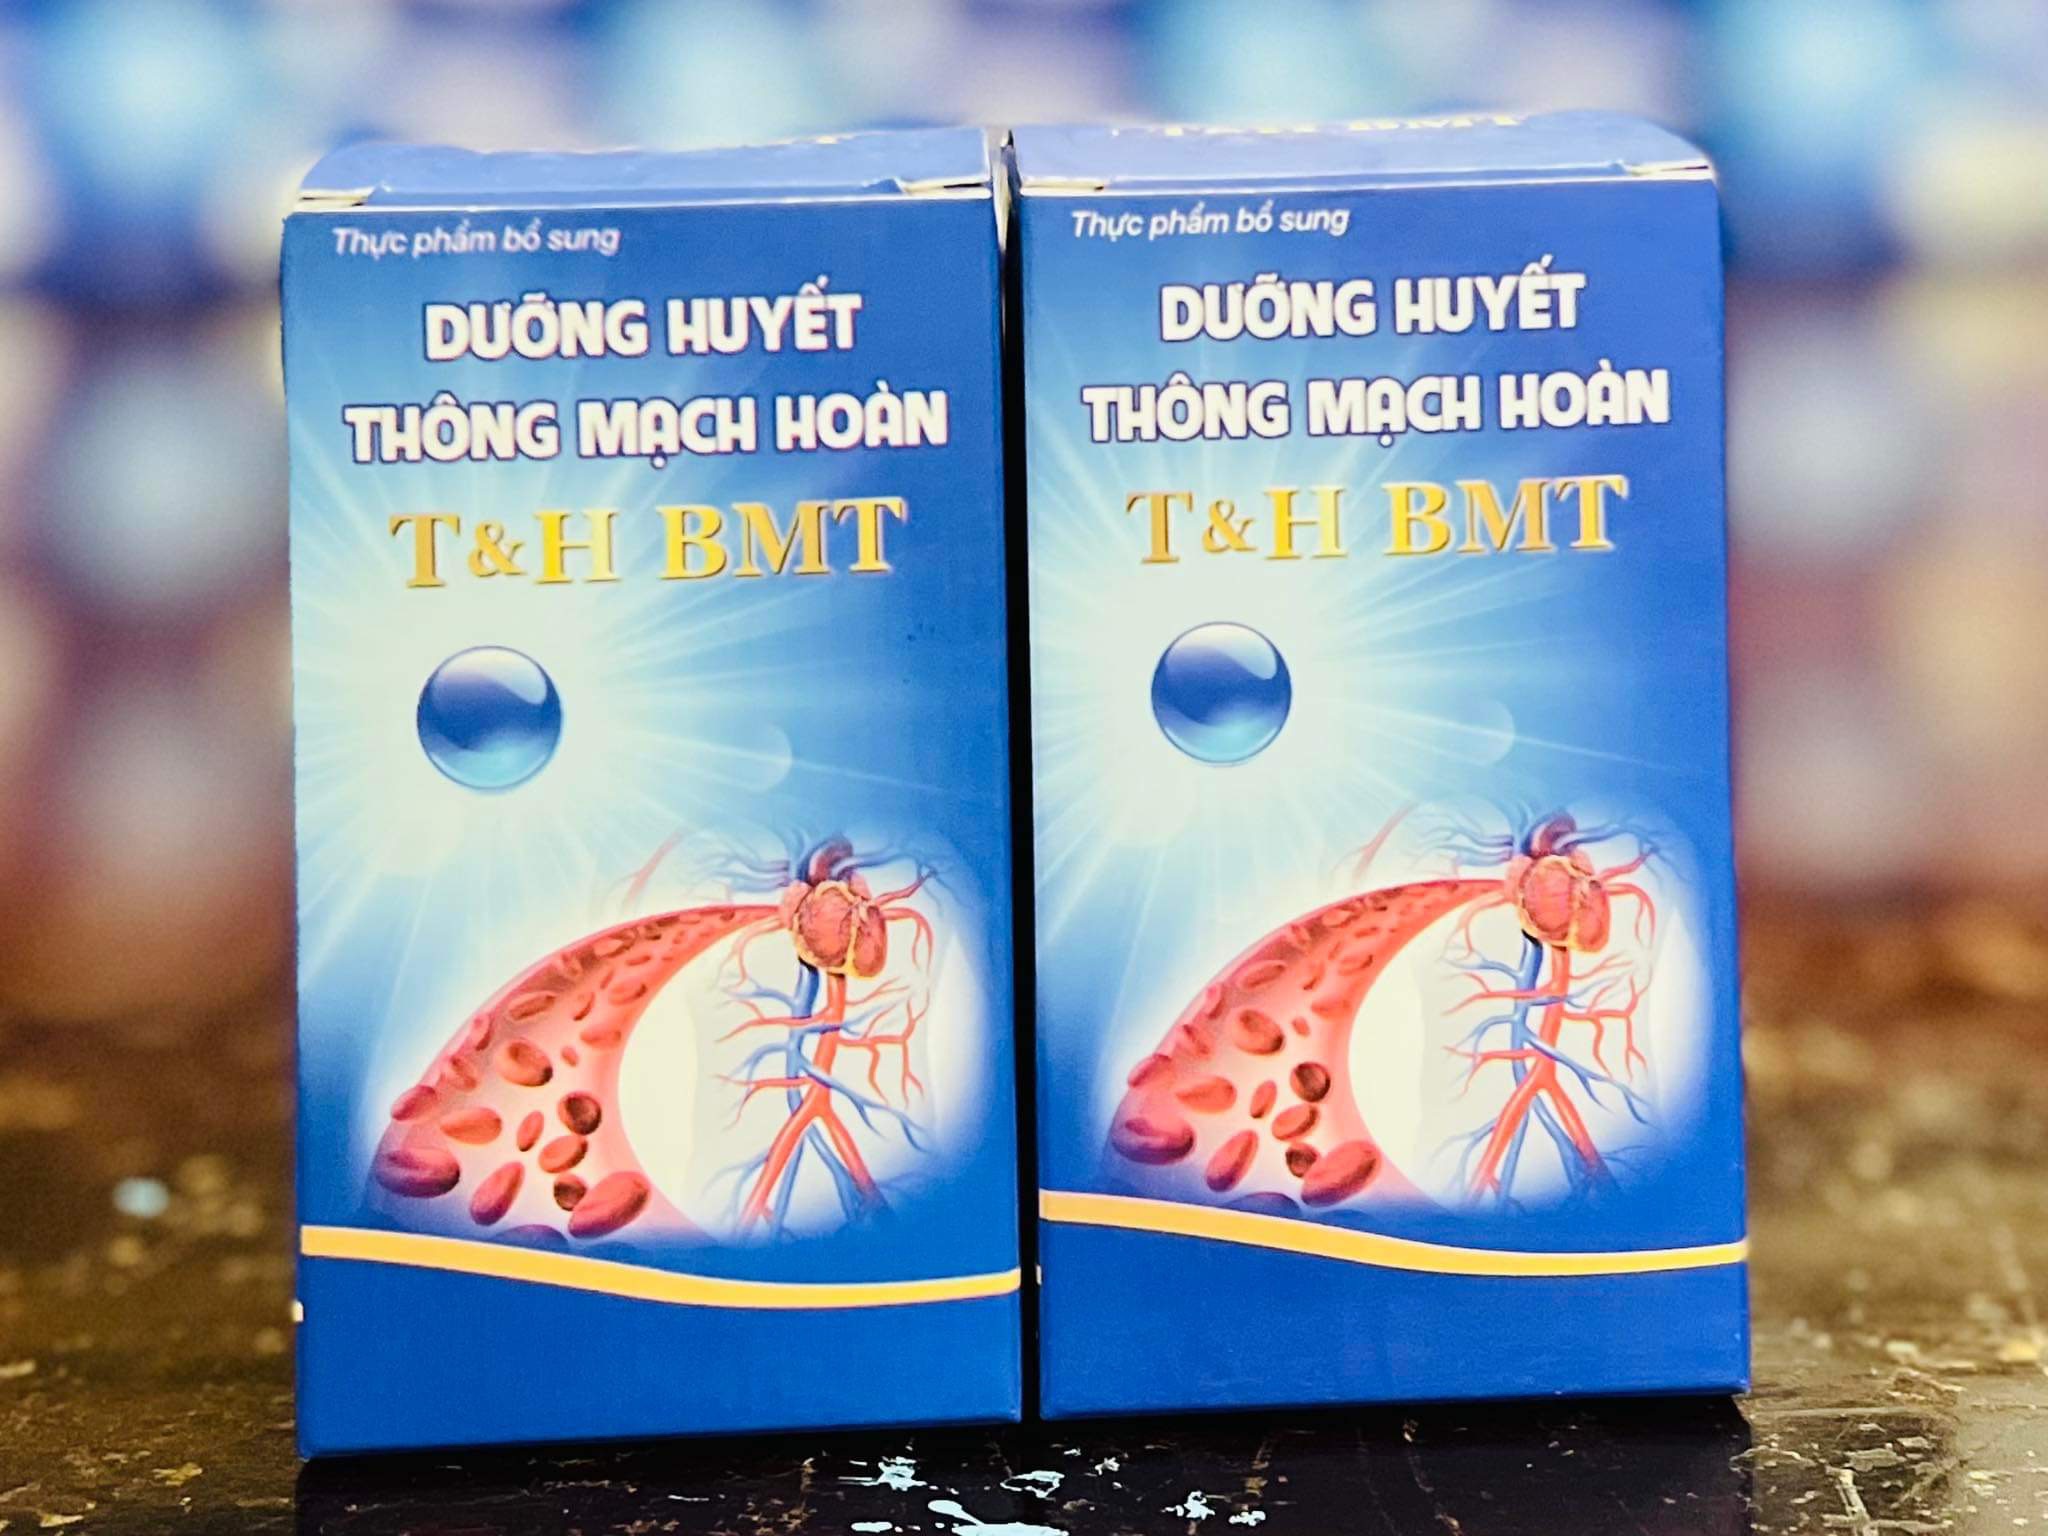 Thực phẩm bổ sung
DƯỠNG HUYẾT
THÔNG MẠCH HOÀN
T&H BMT
T&H BMT
Thực phẩm bổ sung
DƯỠNG HUYẾT
THÔNG MẠCH HOÀN
T&H BMT